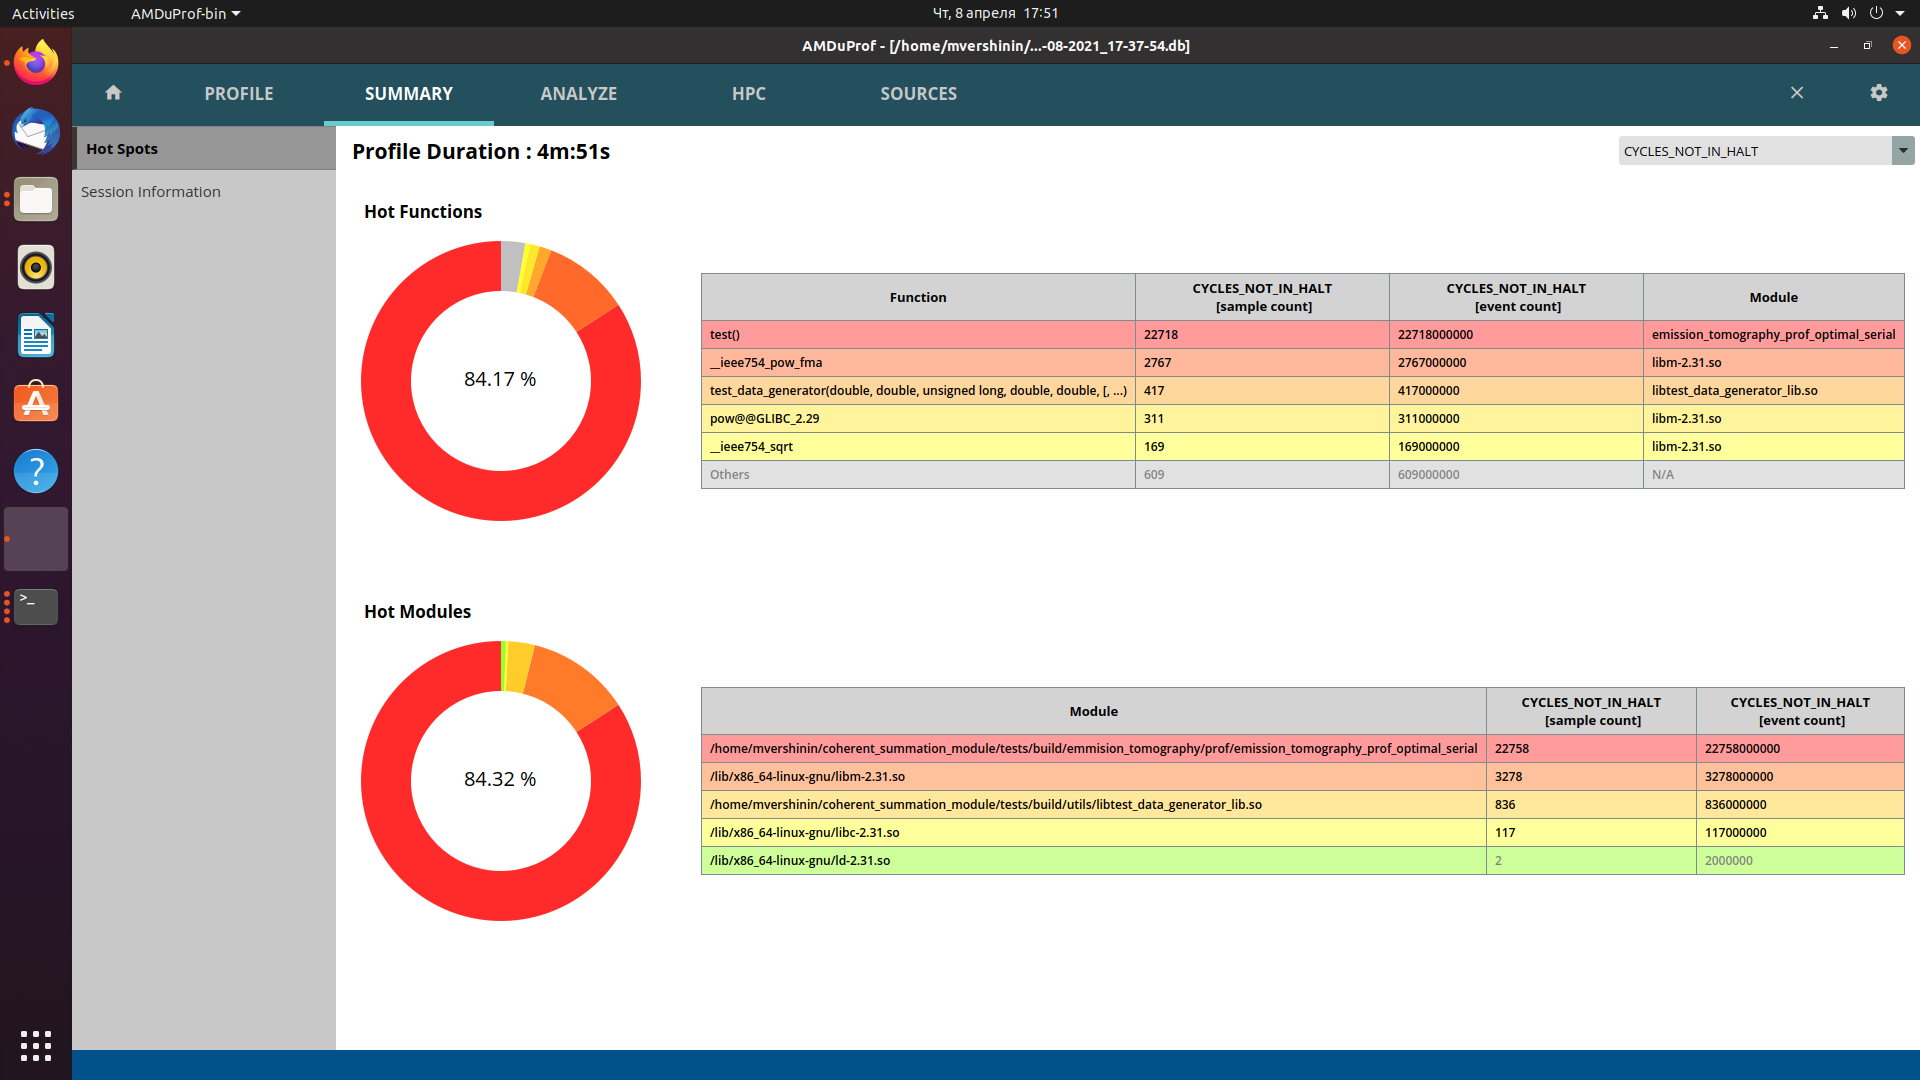 Activities
AMDuProf-bin
Чт, 8 апреля 17:51
AMDuProf - [/home/mvershinin/...-08-2021_17-37-54.db]
PROFILE
SUMMARY
ANALYZE
HPC
SOURCES
Hot Spots
Session Information
Profile Duration : 4m:51s
CYCLES_NOT_IN_HALT
Hot Functions
84.17 %
Function CYCLES_NOT_IN_HALT [sample count] CYCLES_NOT_IN_HALT [event count] Module
test() 22718 22718000000 emission_tomography_prof_optimal_serial
__ieee754_pow_fma 2767 2767000000 libm-2.31.so
test_data_generator(double, double, unsigned long, double, double, [, ...) 417 417000000 libtest_data_generator_lib.so
pow@@GLIBC_2.29 311 311000000 libm-2.31.so
__ieee754_sqrt 169 169000000 libm-2.31.so
Others 609 609000000 N/A
Hot Modules
84.32 %
Module CYCLES_NOT_IN_HALT [sample count] CYCLES_NOT_IN_HALT [event count]
/home/mvershinin/coherent_summation_module/tests/build/emmision_tomography/prof/emission_tomography_prof_optimal_serial 22758 22758000000
/lib/x86_64-linux-gnu/libm-2.31.so 3278 3278000000
/home/mvershinin/coherent_summation_module/tests/build/utils/libtest_data_generator_lib.so 836 836000000
/lib/x86_64-linux-gnu/libc-2.31.so 117 117000000
/lib/x86_64-linux-gnu/ld-2.31.so 2 2000000